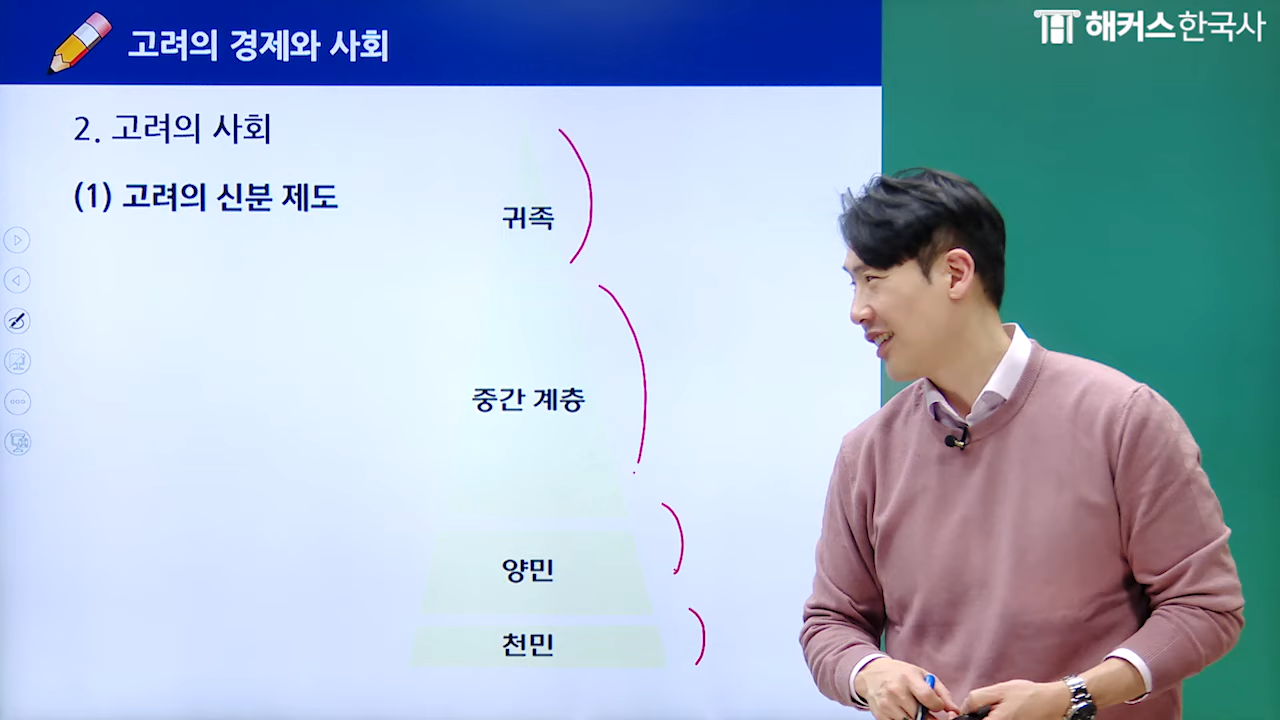 고려의 경제와 사회
해커스한국사
2. 고려의 사회
(1) 고려의 신분 제도
귀족
중간 계층
양민
천민